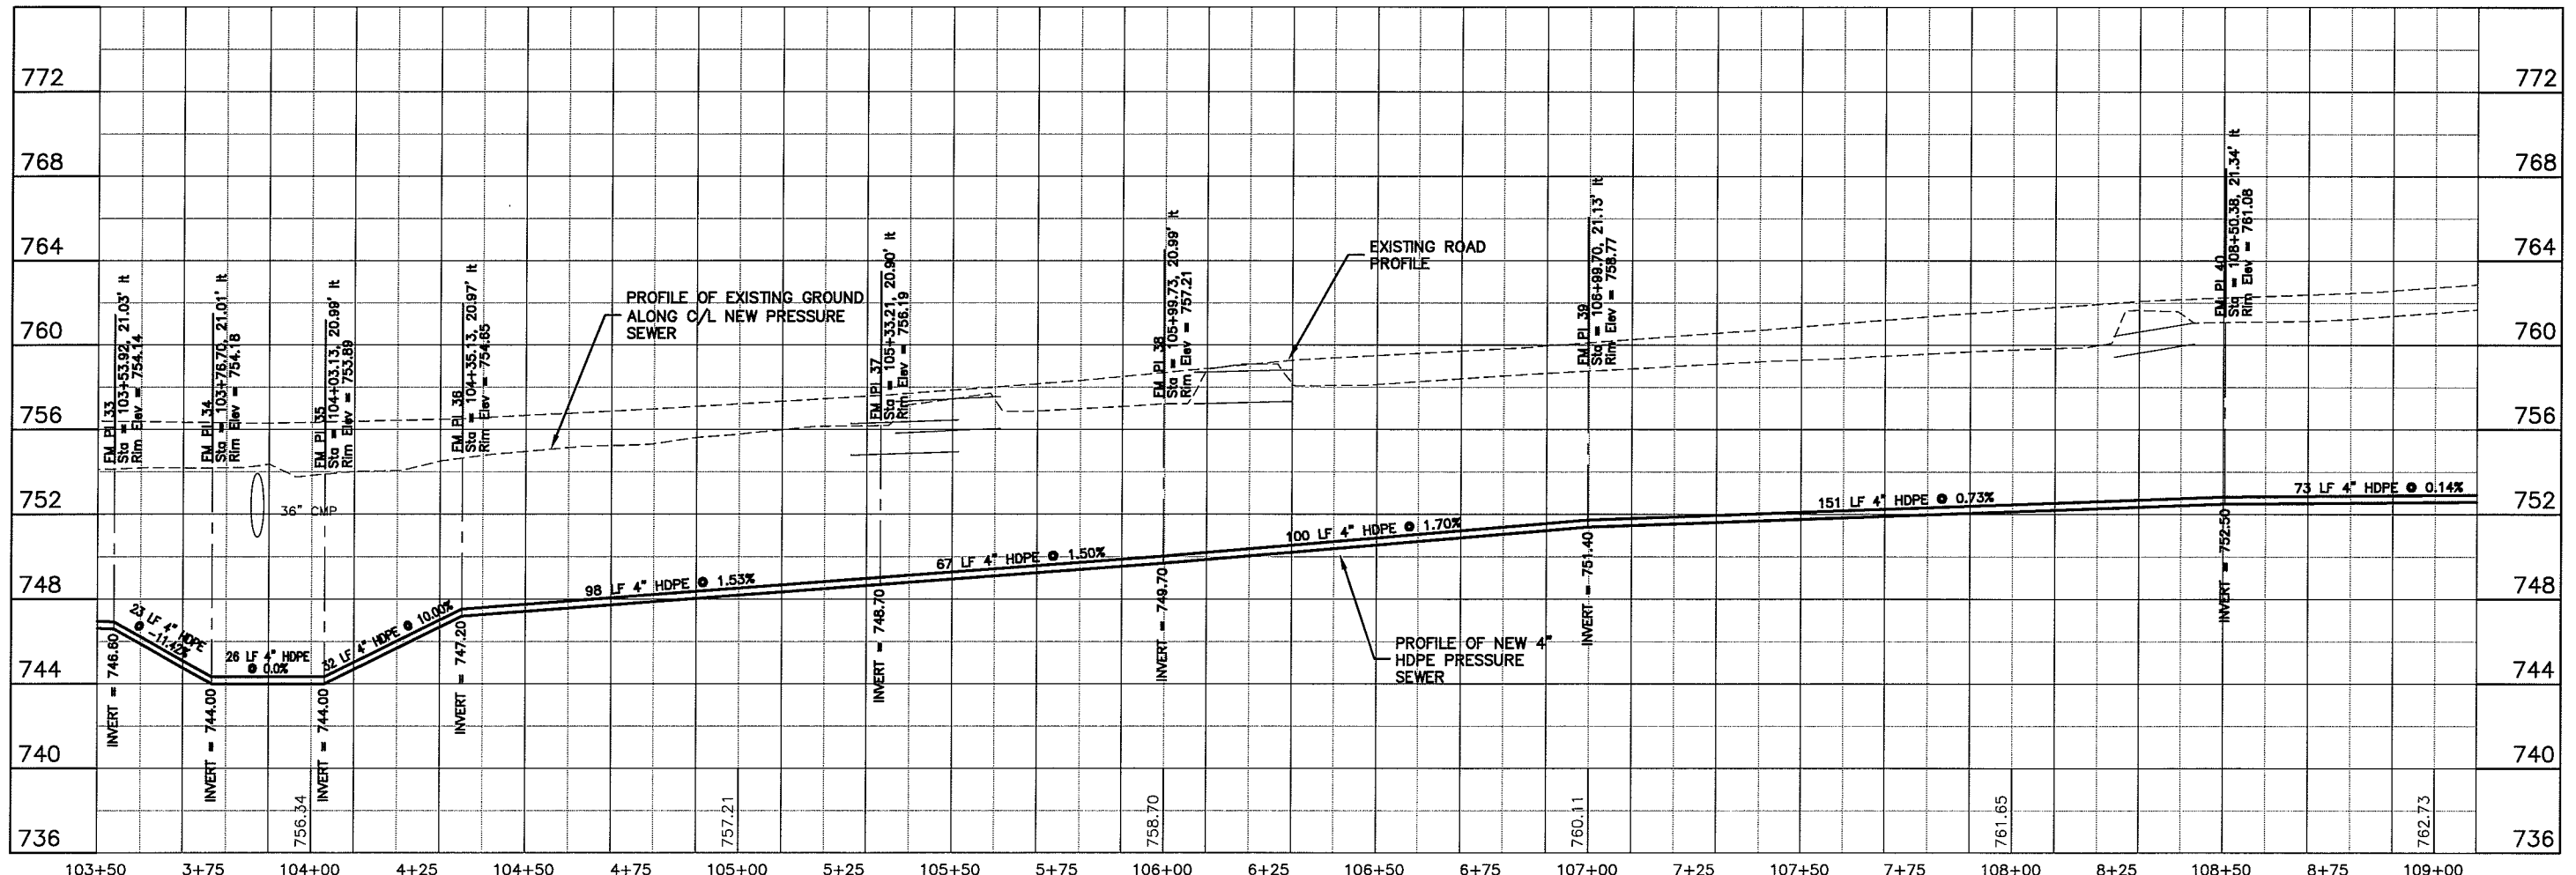 772
772
768
768
764
764
760
760
756
756
752
752
748
748
744
744
740
740
736
736
FM PI 33
Sta = 103+53.92, 21.03' lt
Rim Elev = 754.14
FM PI 34
Sta = 103+76.70, 21.01' lt
Rim Elev = 754.18
FM PI 35
Sta = 104+03.13, 20.99' lt
Rim Elev = 753.89
FM PI 36
Sta = 104+35.13, 20.97' lt
Rim Elev = 754.65
FM PI 37
Sta = 105+33.21, 20.90' lt
Rim Elev = 756.19
FM PI 38
Sta = 105+99.73, 20.99' lt
Rim Elev = 757.21
FM PI 39
Sta = 106+99.70, 21.13' lt
Rim Elev = 758.77
FM PI 40
Sta = 108+50.38, 21.34' lt
Rim Elev = 761.08
PROFILE OF EXISTING GROUND
ALONG C/L NEW PRESSURE
SEWER
EXISTING ROAD
PROFILE
36" CMP
23 LF 4" HDPE
@ -11.42%
26 LF 4" HDPE
@ 0.0%
32 LF 4" HDPE @ 10.00%
98 LF 4" HDPE @ 1.53%
67 LF 4" HDPE @ 1.50%
100 LF 4" HDPE @ 1.70%
151 LF 4" HDPE @ 0.73%
73 LF 4" HDPE @ 0.14%
PROFILE OF NEW 4"
HDPE PRESSURE
SEWER
INVERT = 746.60
INVERT = 744.00
INVERT = 744.00
INVERT = 747.20
INVERT = 748.70
INVERT = 749.70
INVERT = 751.40
INVERT = 752.50
756.34
757.21
758.70
760.11
761.65
762.73
103+50
3+75
104+00
4+25
104+50
4+75
105+00
5+25
105+50
5+75
106+00
6+25
106+50
6+75
107+00
7+25
107+50
7+75
108+00
8+25
108+50
8+75
109+00